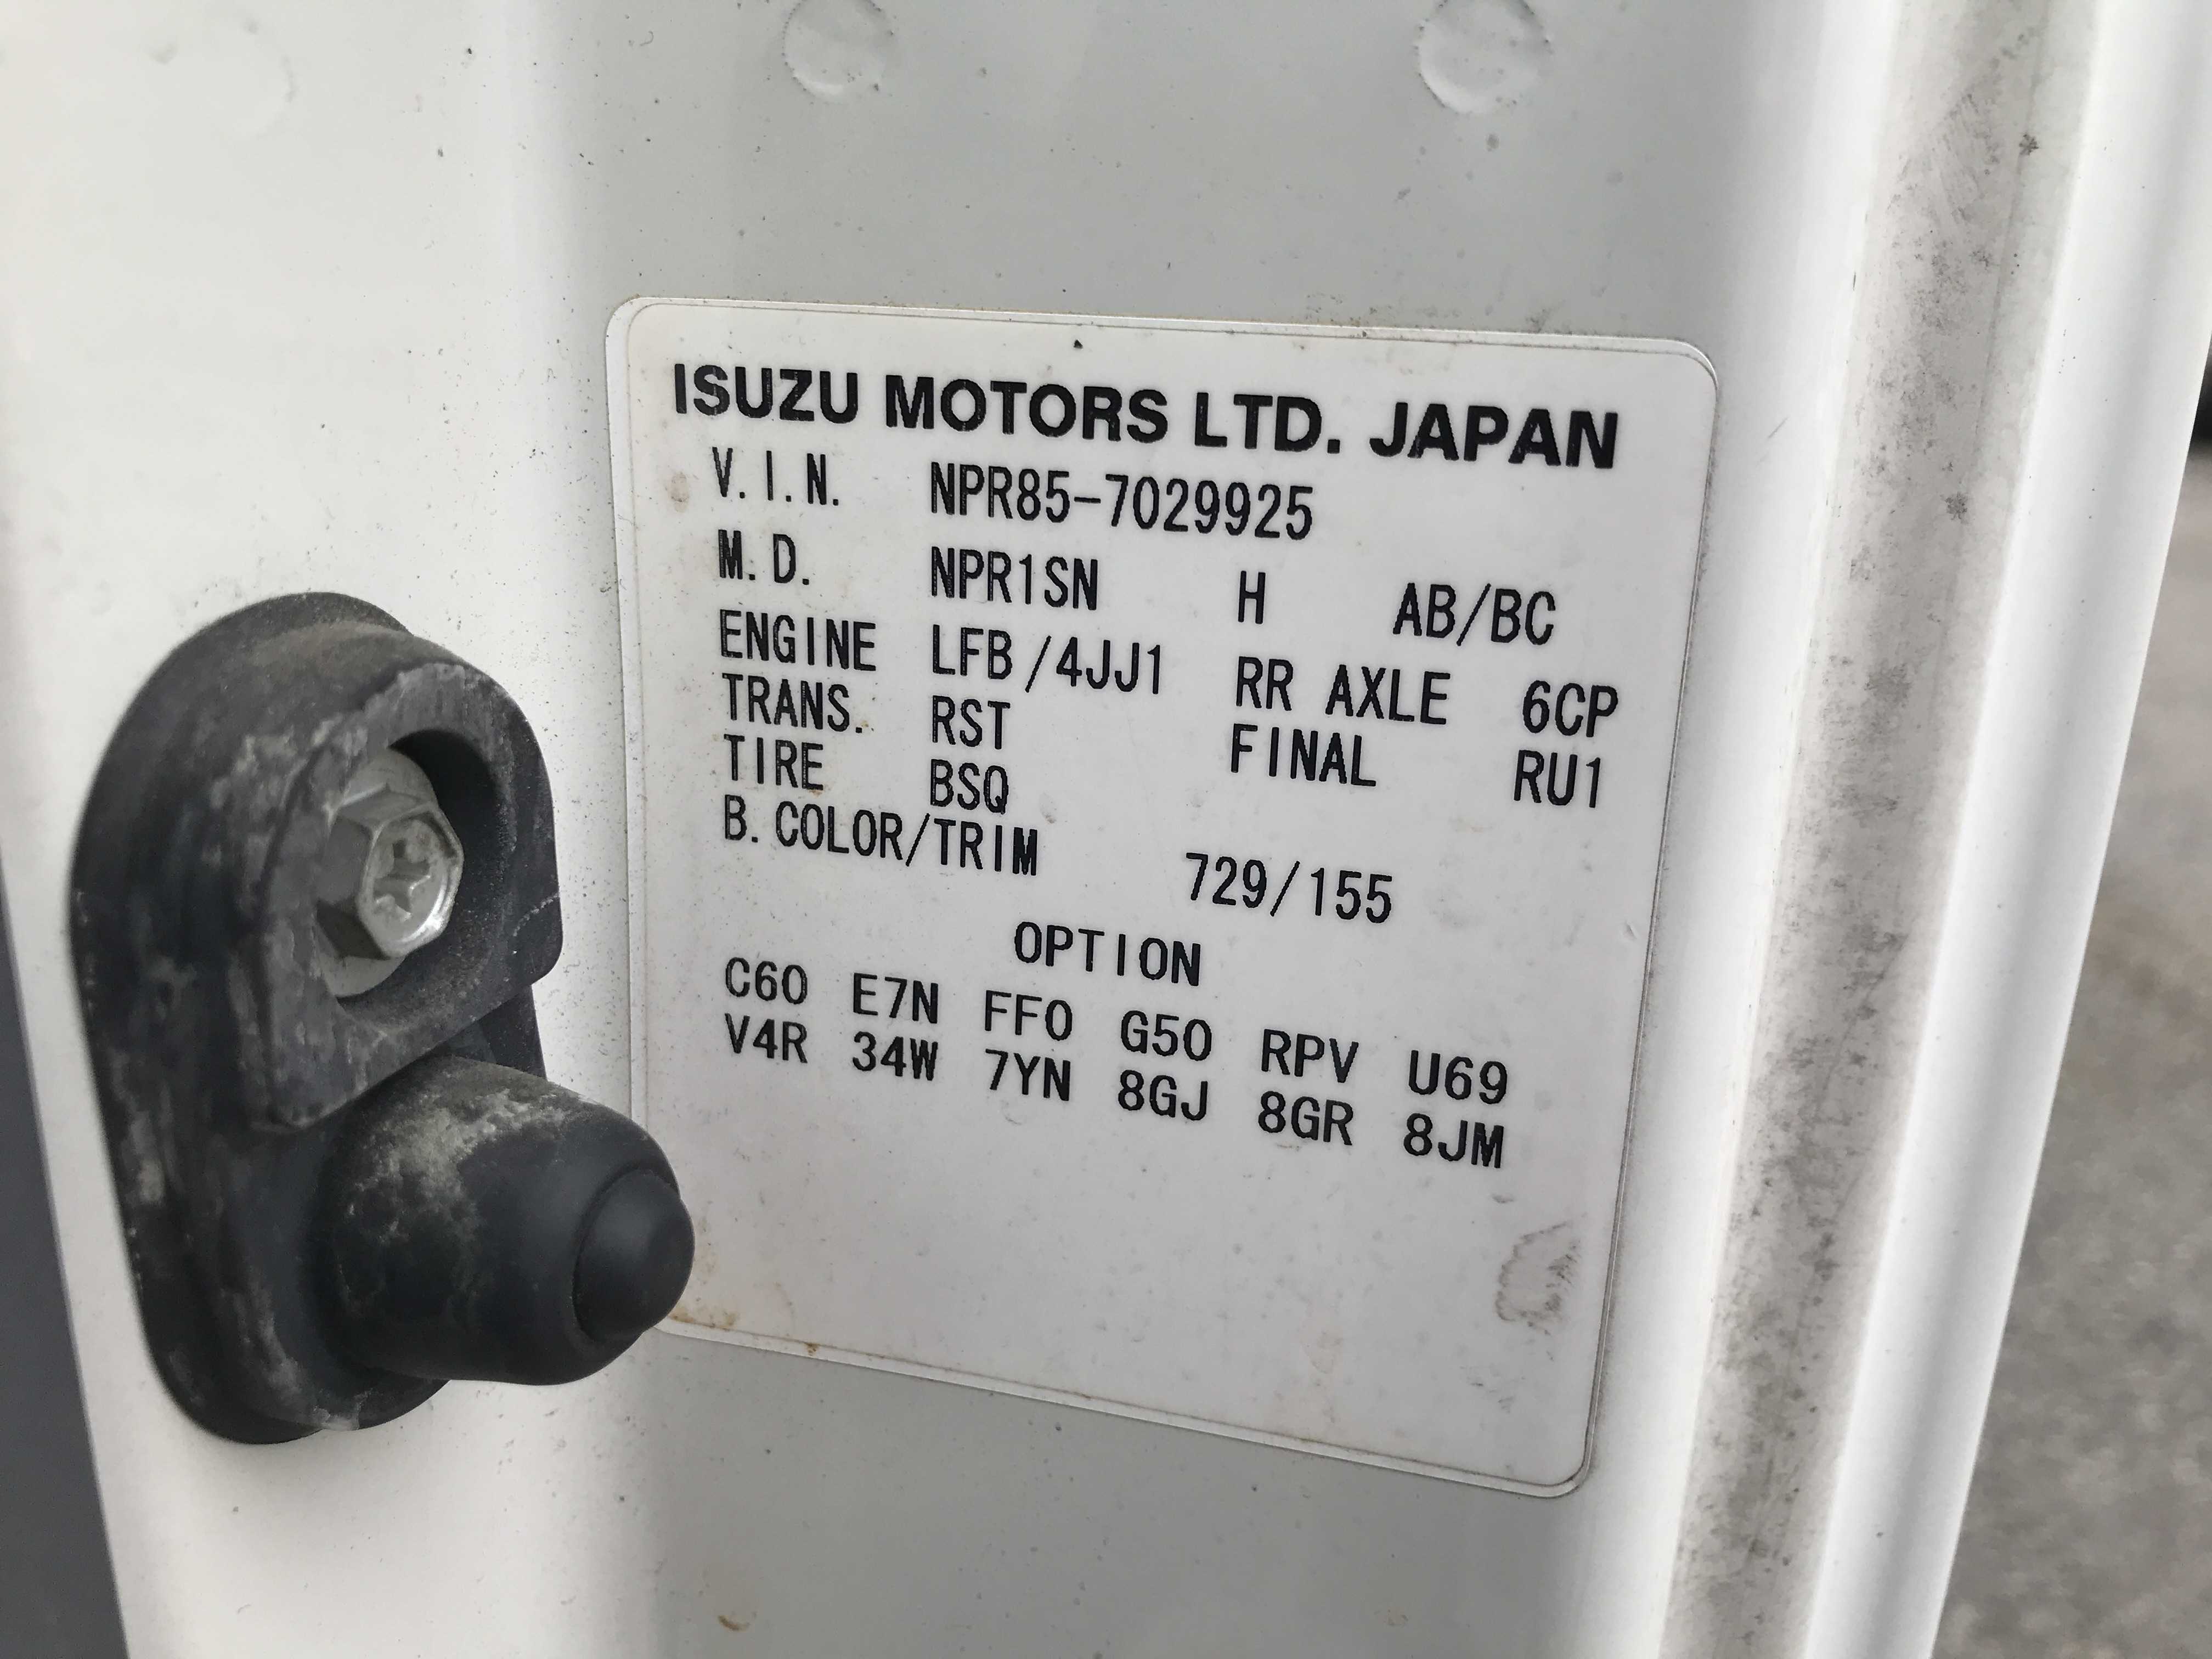 ISUZU MOTORS LTD. JAPAN
V.I.N. NPR85-7029925
M.D. NPR1SN H AB/BC
ENGINE LFB/4JJ1 RR AXLE 6CP
TRANS. RST FINAL RU1
TIRE BSQ
B.COLOR/TRIM 729/155
OPTION
C60 E7N FF0 G50 RPV U69
V4R 34W 7YN 8GJ 8GR 8JM